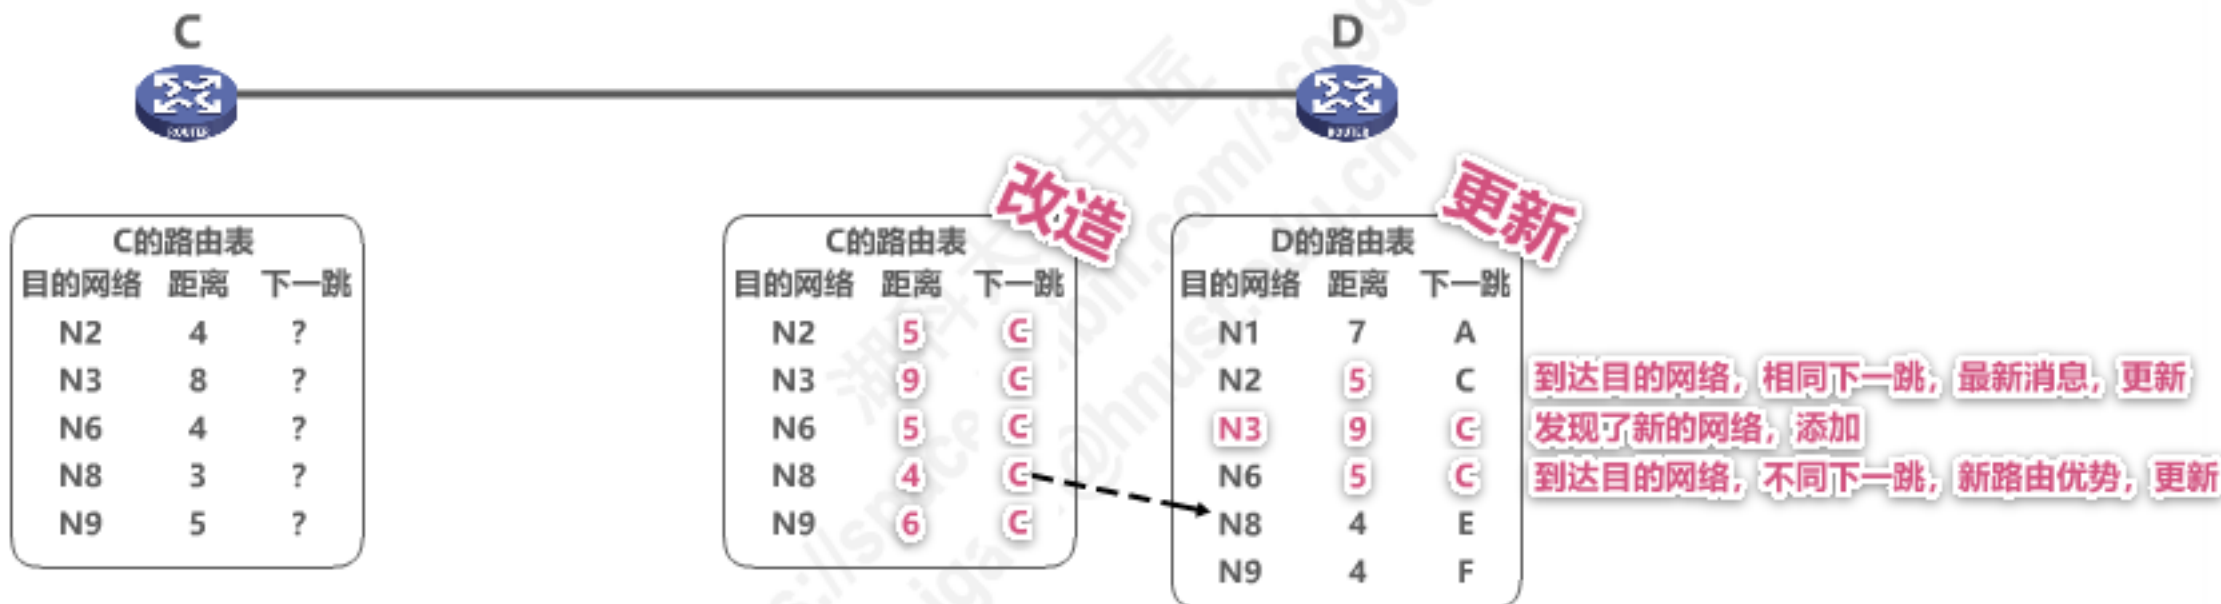 C
D
ROUTER
ROUTER
改造
更新
C的路由表
目的网络 距离 下一跳
N2 4 ?
N3 8 ?
N6 4 ?
N8 3 ?
N9 5 ?
C的路由表
目的网络 距离 下一跳
N2 5 C
N3 9 C
N6 5 C
N8 4 C
N9 6 C
D的路由表
目的网络 距离 下一跳
N1 7 A
N2 5 C 到达目的网络，相同下一跳，最新消息，更新
N3 9 C 发现了新的网络，添加
N6 5 C 到达目的网络，不同下一跳，新路由优势，更新
N8 4 E
N9 4 F